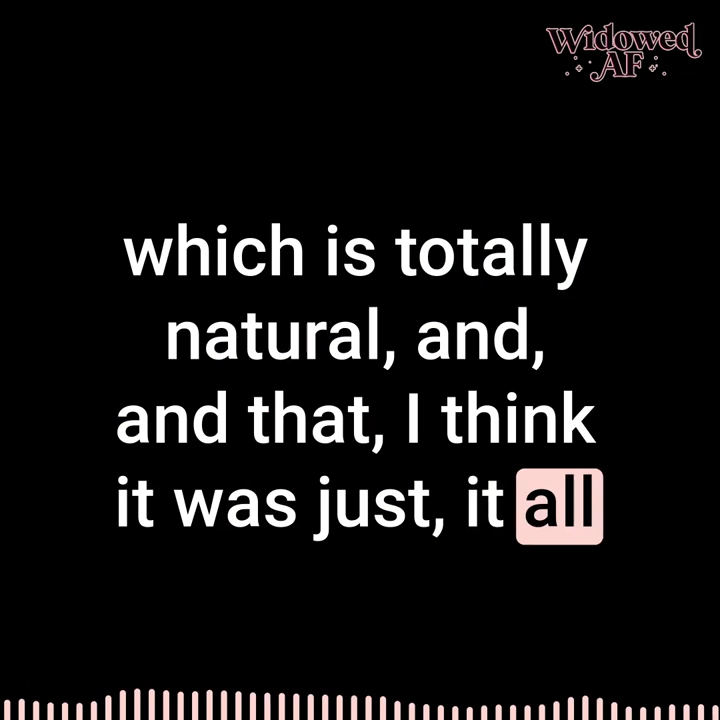 Widowed
AF
which is totally
natural, and,
and that, I think
it was just, it all